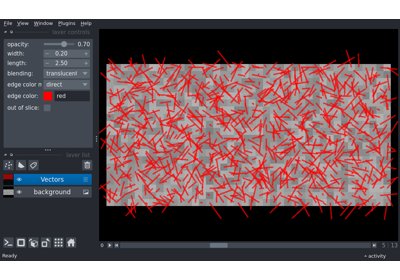 File View Window Plugins Help
layer controls
opacity: 0.70
width: 0.20
length: 2.50
blending: translucent
edge color m direct
edge color: red
out of slice:
layer list
Vectors
background
0 5 13
Ready activity